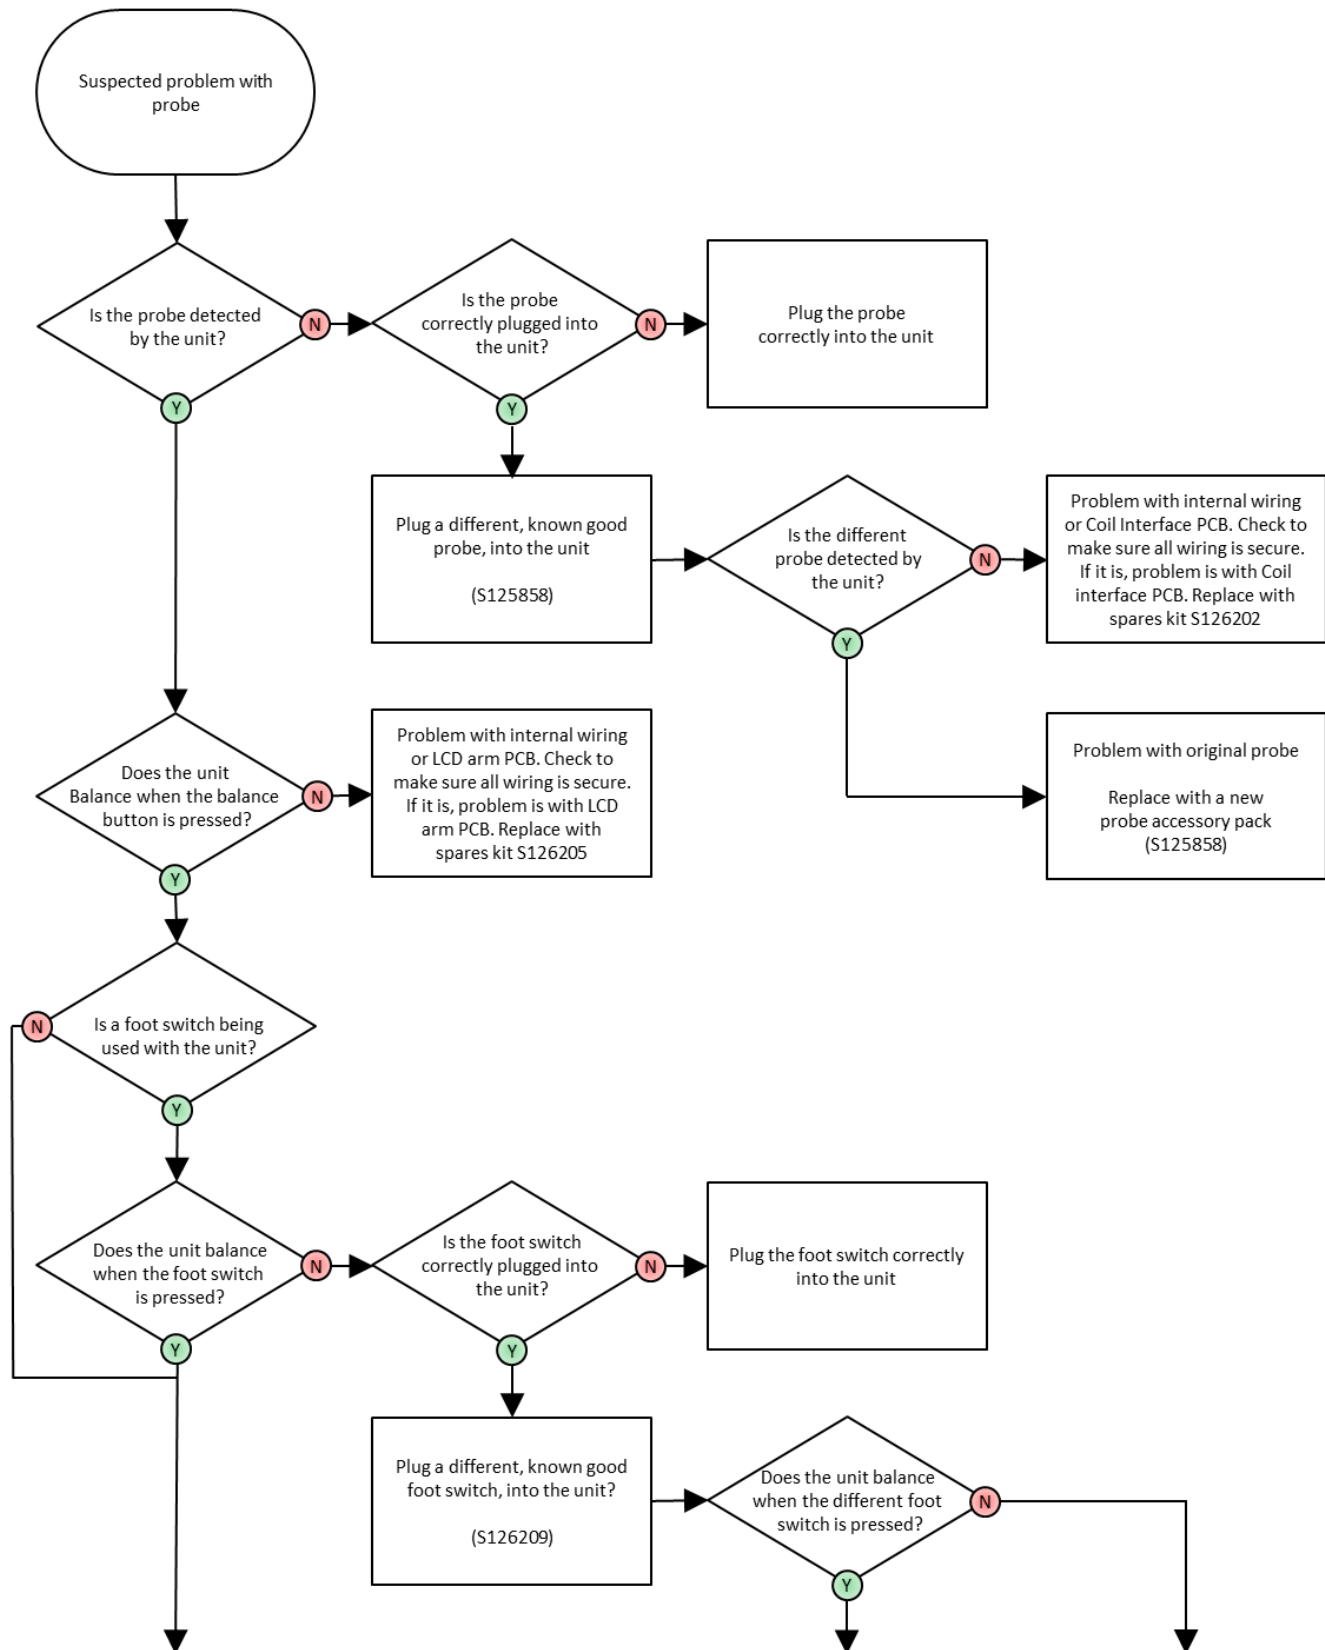 Suspected problem with
probe
Is the probe detected
by the unit?
N
Y
Is the probe
correctly plugged into
the unit?
N
Y
Plug the probe
correctly into the unit
Plug a different, known good
probe, into the unit
(S125858)
Is the different
probe detected by
the unit?
N
Y
Problem with internal wiring
or Coil Interface PCB. Check to
make sure all wiring is secure.
If it is, problem is with Coil
interface PCB. Replace with
spares kit S126202
Problem with original probe
Replace with a new
probe accessory pack
(S125858)
Does the unit
Balance when the balance
button is pressed?
N
Y
Problem with internal wiring
or LCD arm PCB. Check to
make sure all wiring is secure.
If it is, problem is with LCD
arm PCB. Replace with
spares kit S126205
Is a foot switch being
used with the unit?
N
Y
Does the unit balance
when the foot switch
is pressed?
N
Y
Is the foot switch
correctly plugged into
the unit?
N
Y
Plug the foot switch correctly
into the unit
Plug a different, known good
foot switch, into the unit?
(S126209)
Does the unit balance
when the different foot
switch is pressed?
N
Y